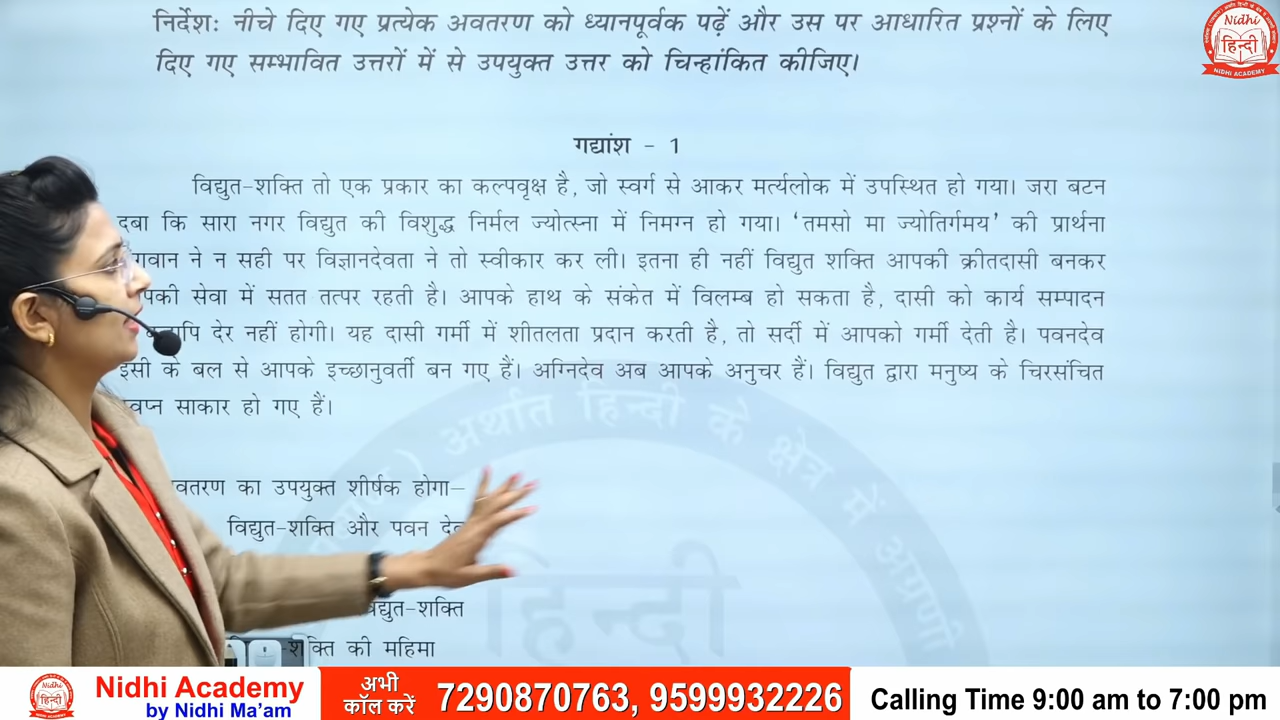 निर्देशः नीचे दिए गए प्रत्येक अवतरण को ध्यानपूर्वक पढ़ें और उस पर आधारित प्रश्नों के लिए
दिए गए सम्भावित उत्तरों में से उपयुक्त उत्तर को चिन्हांकित कीजिए।
Nidhi
हिन्दी
NIDHI ACADEMY
गद्यांश - 1
विद्युत-शक्ति तो एक प्रकार का कल्पवृक्ष है, जो स्वर्ग से आकर मर्त्यलोक में उपस्थित हो गया। जरा बटन
दबा कि सारा नगर विद्युत की विशुद्ध निर्मल ज्योत्स्ना में निमग्न हो गया। ‘तमसो मा ज्योतिर्गमय’ की प्रार्थना
ने न सही पर विज्ञानदेवता ने तो स्वीकार कर ली। इतना ही नहीं विद्युत शक्ति आपकी क्रीतदासी बनकर
सेवा में सतत तत्पर रहती है। आपके हाथ के संकेत में विलम्ब हो सकता है, दासी को कार्य सम्पादन
देर नहीं होगी। यह दासी गर्मी में शीतलता प्रदान करती है, तो सर्दी में आपको गर्मी देती है। पवनदेव
इसी के बल से आपके इच्छानुवर्ती बन गए हैं। अग्निदेव अब आपके अनुचर हैं। विद्युत द्वारा मनुष्य के चिरसंचित
साकार हो गए हैं।
अर्थात हिन्दी के क्षेत्र में अग्रणी
का उपयुक्त शीर्षक होगा–
विद्युत-शक्ति और पवन
हिन्दी
की महिमा
Nidhi
हिन्दी
Nidhi Academy
by Nidhi Ma’am
अभी
कॉल करें
7290870763, 9599932226
Calling Time 9:00 am to 7:00 pm